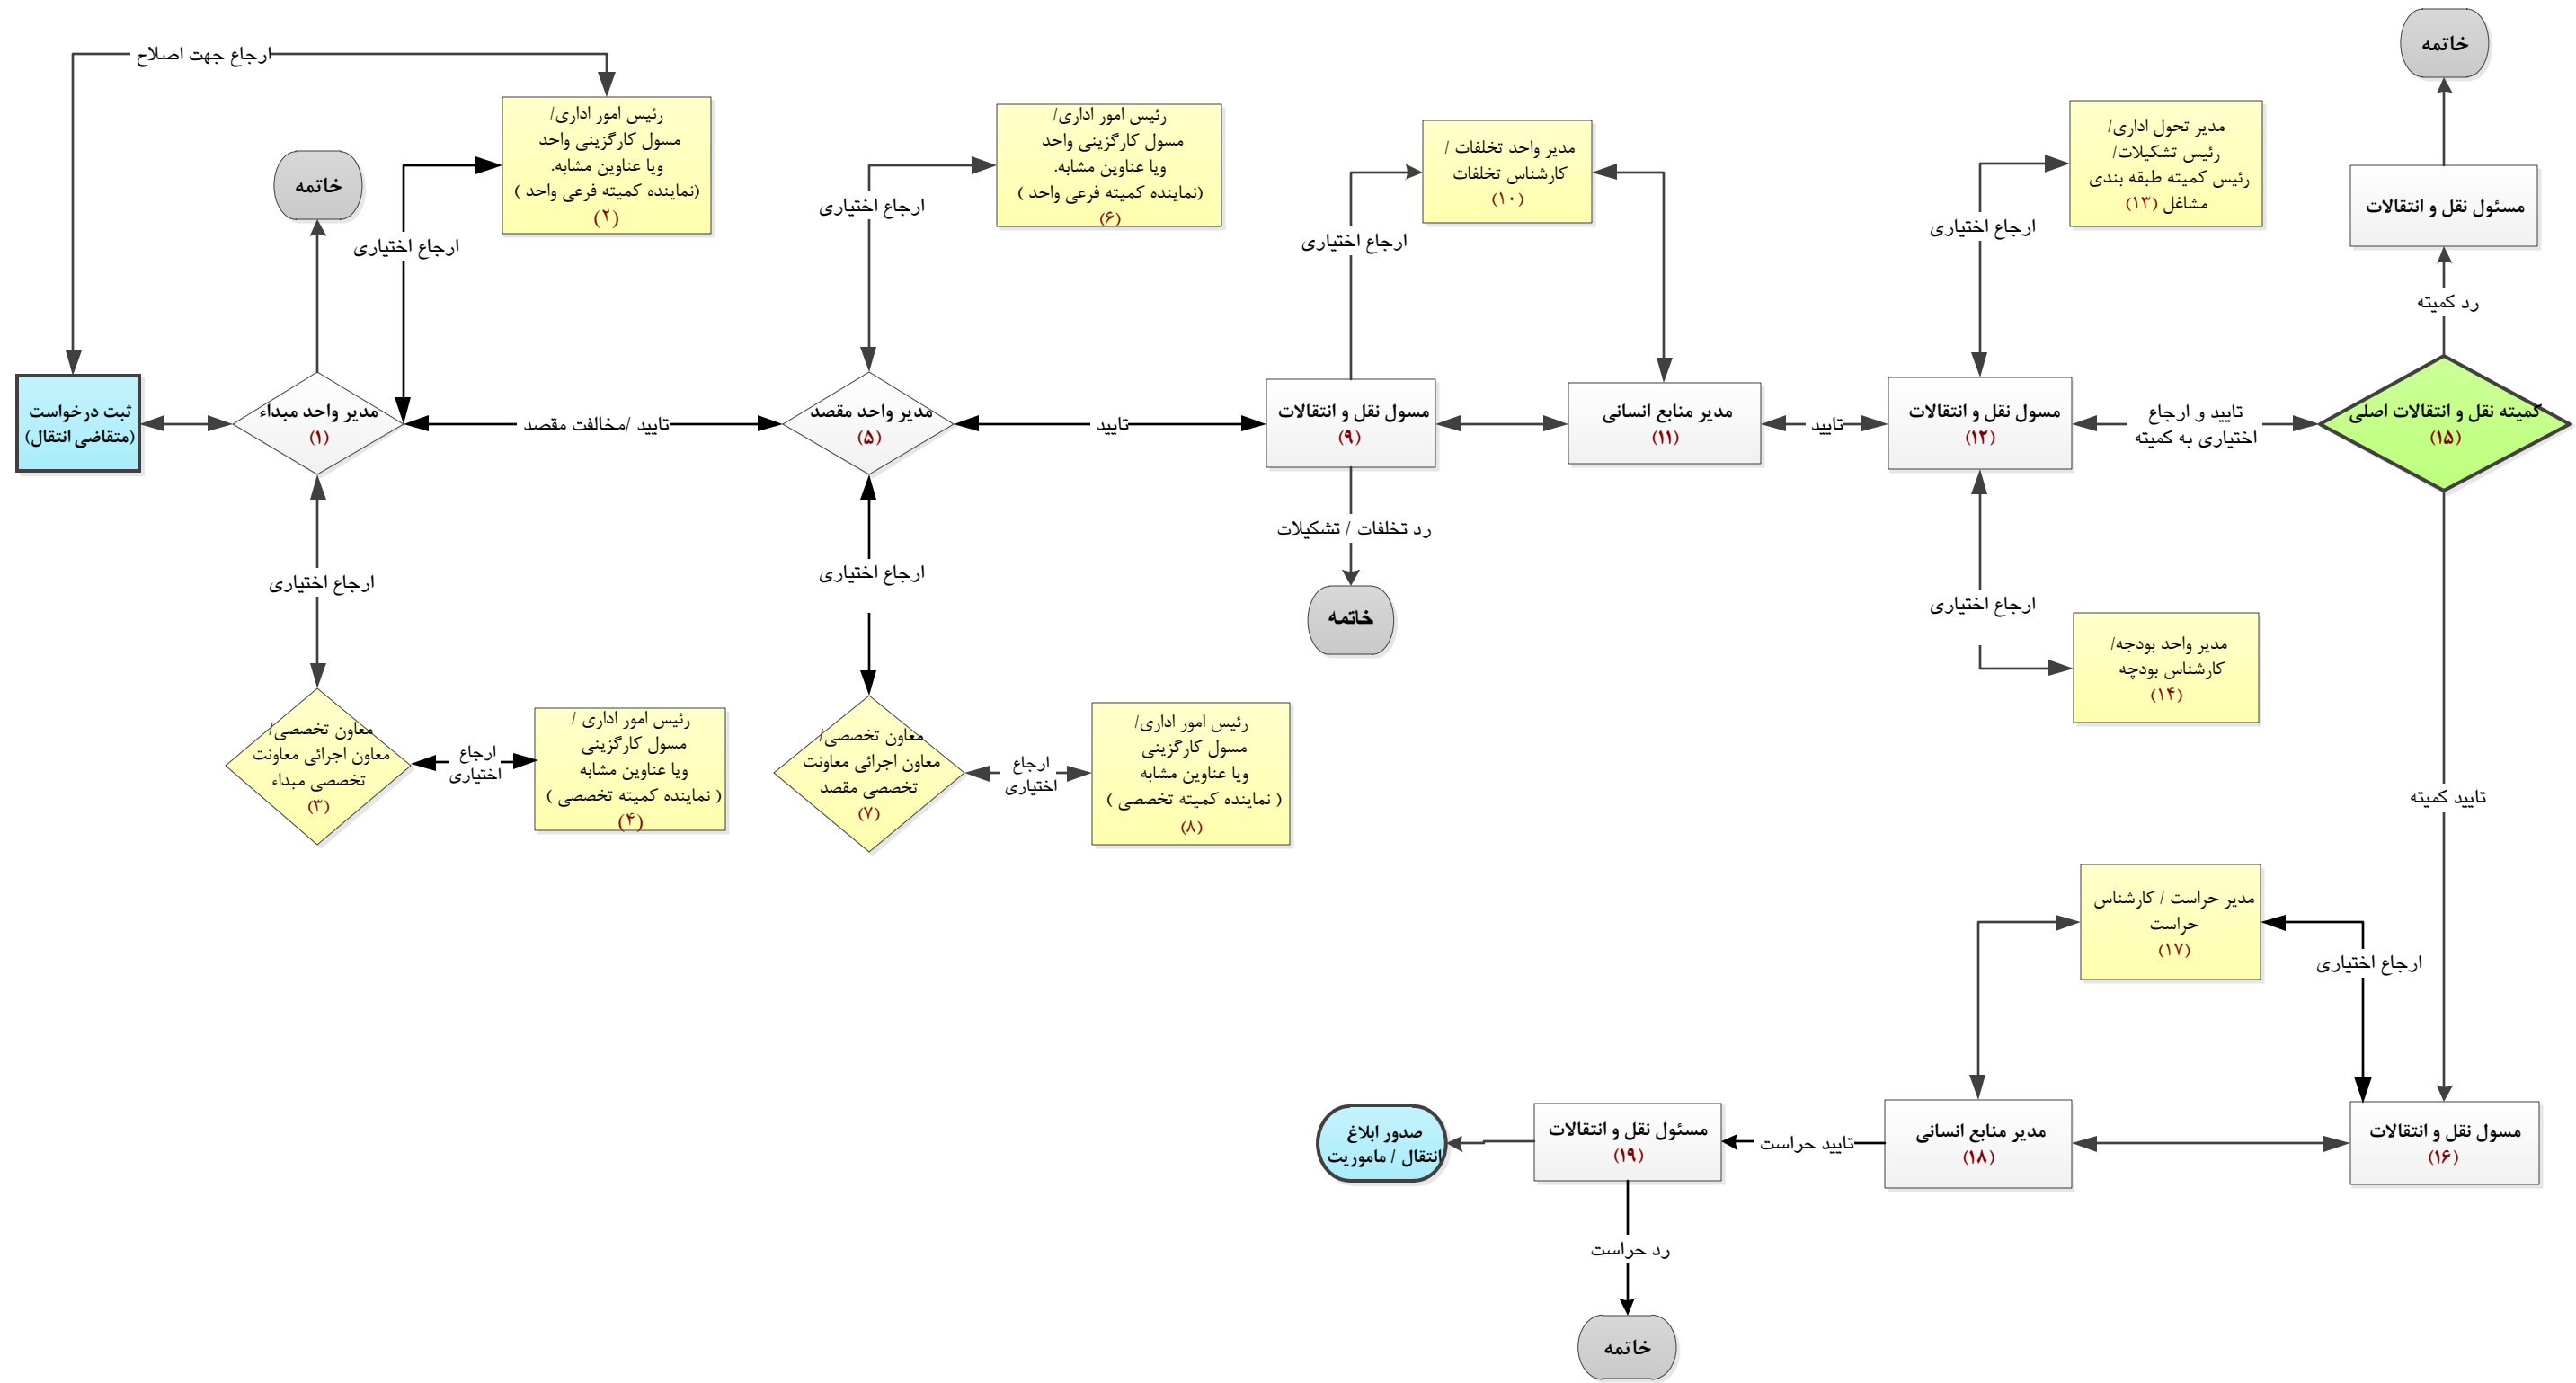 ارجاع جهت اصلاح
ثبت درخواست
(متقاضی انتقال)
خاتمه
مدیر واحد مبداء
(۱)
ارجاع اختیاری
رئیس امور اداری/
مسول کارگزینی واحد
ویا عناوین مشابه.
(نماینده کمیته فرعی واحد )
(۲)
ارجاع اختیاری
معاون تخصصی/
معاون اجرائی معاونت
تخصصی مبداء
(۳)
ارجاع
اختیاری
رئیس امور اداری /
مسول کارگزینی
ویا عناوین مشابه
( نماینده کمیته تخصصی )
(۴)
تایید /مخالفت مقصد
مدیر واحد مقصد
(۵)
ارجاع اختیاری
رئیس امور اداری/
مسول کارگزینی واحد
ویا عناوین مشابه.
(نماینده کمیته فرعی واحد )
(۶)
ارجاع اختیاری
معاون تخصصی/
معاون اجرائی معاونت
تخصصی مقصد
(۷)
ارجاع
اختیاری
رئیس امور اداری/
مسول کارگزینی
ویا عناوین مشابه
( نماینده کمیته تخصصی )
(۸)
تایید
مسول نقل و انتقالات
(۹)
ارجاع اختیاری
مدیر واحد تخلفات /
کارشناس تخلفات
(۱۰)
رد تخلفات / تشکیلات
خاتمه
مدیر منابع انسانی
(۱۱)
تایید
مسول نقل و انتقالات
(۱۲)
ارجاع اختیاری
مدیر تحول اداری/
رئیس تشکیلات/
رئیس کمیته طبقه بندی
مشاغل (۱۳)
ارجاع اختیاری
مدیر واحد بودجه/
کارشناس بودچه
(۱۴)
تایید و ارجاع
اختیاری به کمیته
کمیته نقل و انتقالات اصلی
(۱۵)
رد کمیته
مسئول نقل و انتقالات
خاتمه
تایید کمیته
مسول نقل و انتقالات
(۱۶)
ارجاع اختیاری
مدیر حراست / کارشناس
حراست
(۱۷)
مدیر منابع انسانی
(۱۸)
تایید حراست
مسئول نقل و انتقالات
(۱۹)
صدور ابلاغ
انتقال / ماموریت
رد حراست
خاتمه